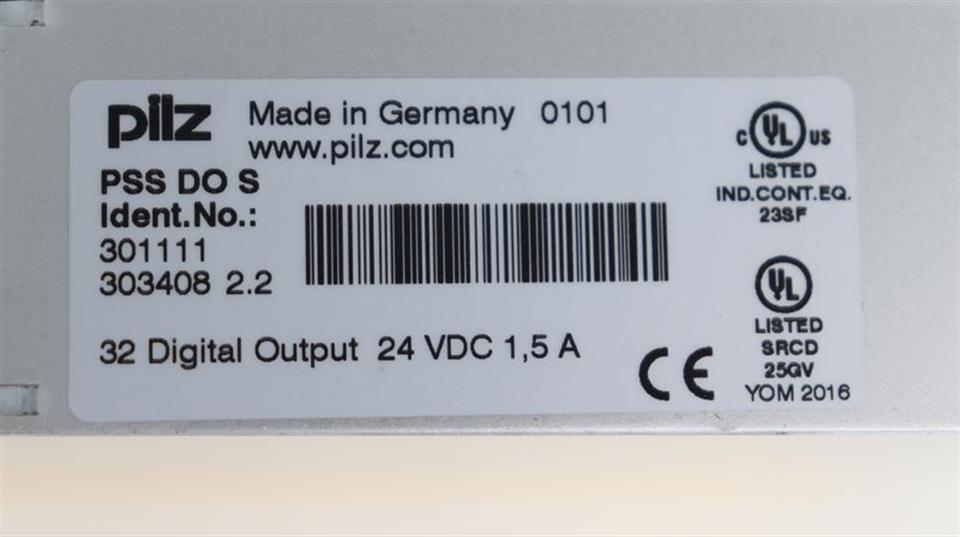 pilz Made in Germany 0101
www.pilz.com
PSS DO S
Ident.No.:
301111
303408 2.2
32 Digital Output 24 VDC 1,5 A
C UL US
LISTED
IND.CONT.EQ.
23SF
UL
LISTED
SRCD
25GV
YOM 2016
CE